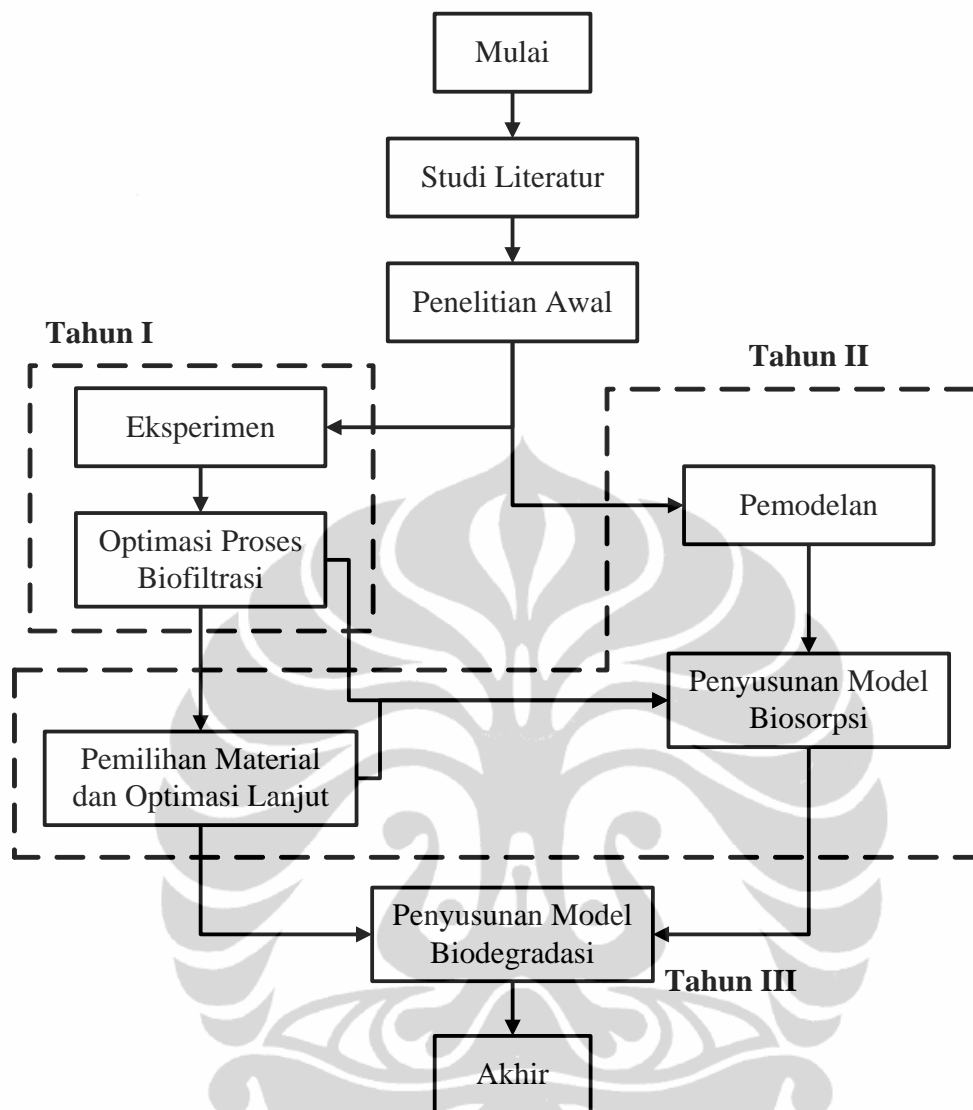 Mulai
Studi Literatur
Penelitian Awal
Tahun I
Tahun II
Eksperimen
Pemodelan
Optimasi Proses
Biofiltrasi
Penyusunan Model
Biosorpsi
Pemilihan Material
dan Optimasi Lanjut
Penyusunan Model
Biodegradasi
Tahun III
Akhir